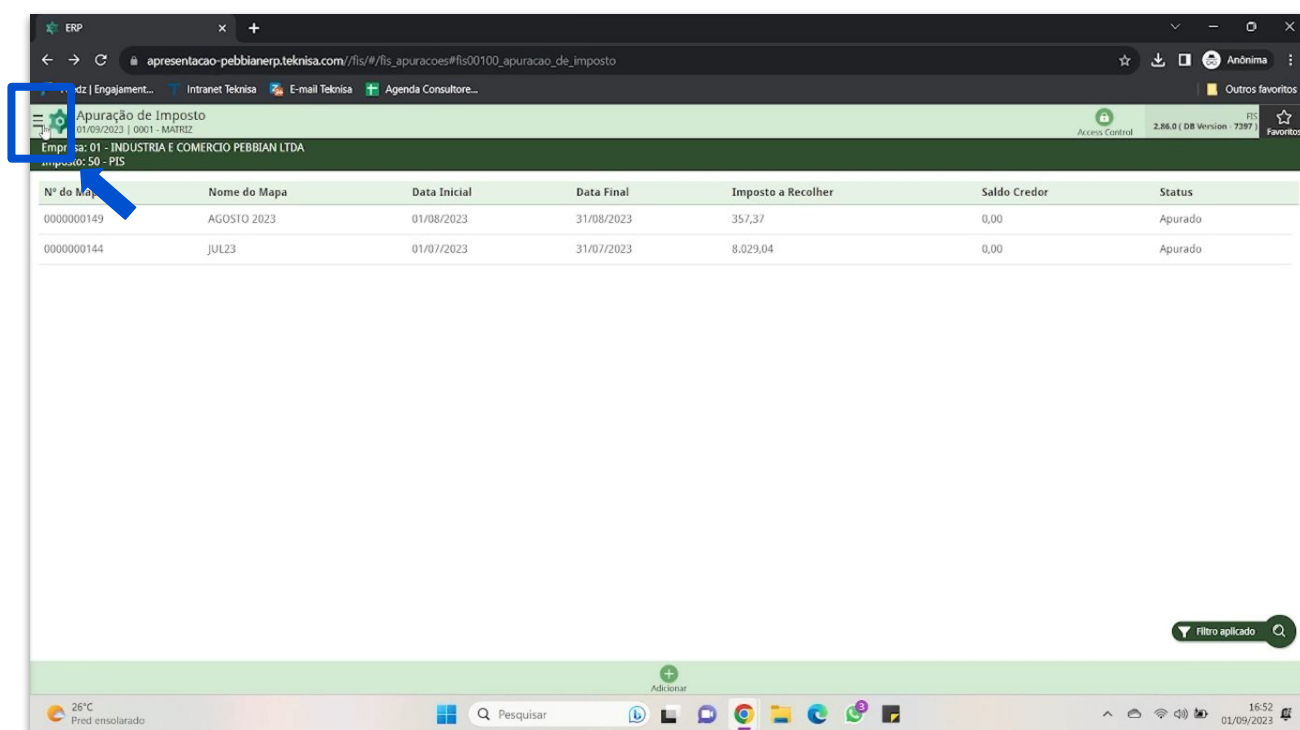 ERP
apresentacao-pebbianerp.teknisa.com//fis/#/fis_apuracoes#fis00100_apuracao_de_imposto
Anônima
| Engajament... Intranet Teknisa E-mail Teknisa Agenda Consultore...
Outros favoritos
Apuração de Imposto
01/09/2023 | 0001 - MATRIZ
Access Control
FIS
2.86.0 ( DB Version - 7397 )
Favoritos
Empresa: 01 - INDUSTRIA E COMERCIO PEBBIAN LTDA
Imposto: 50 - PIS
Nº do Mapa Nome do Mapa Data Inicial Data Final Imposto a Recolher Saldo Credor Status
0000000149 AGOSTO 2023 01/08/2023 31/08/2023 357,37 0,00 Apurado
0000000144 JUL23 01/07/2023 31/07/2023 8.029,04 0,00 Apurado
Filtro aplicado
Adicionar
26°C
Pred ensolarado
Pesquisar
3
16:52
01/09/2023